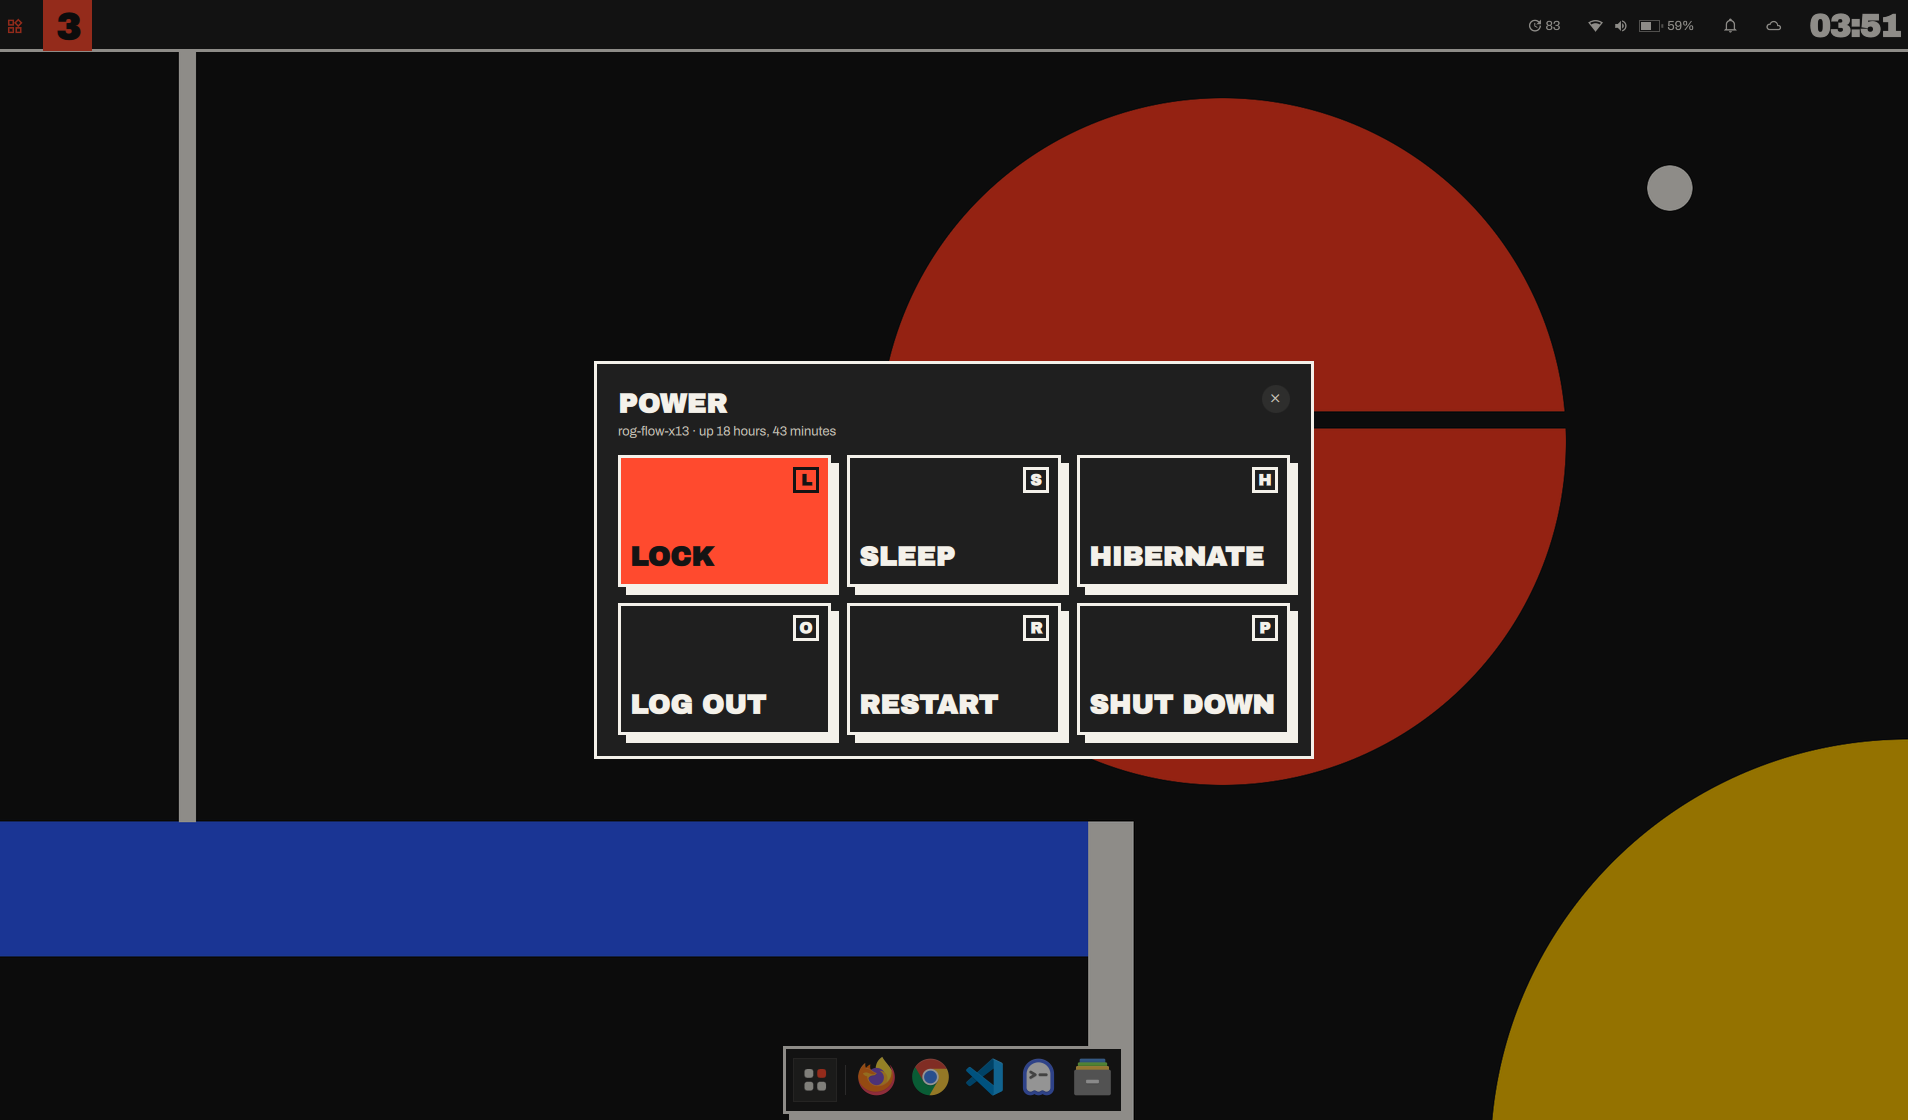 3
83
59%
03:51
POWER
rog-flow-x13 · up 18 hours, 43 minutes
L
LOCK
S
SLEEP
H
HIBERNATE
O
LOG OUT
R
RESTART
P
SHUT DOWN